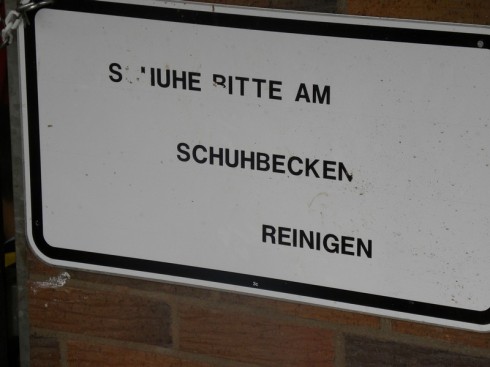 SCHUHE BITTE AM
SCHUHBECKEN
REINIGEN